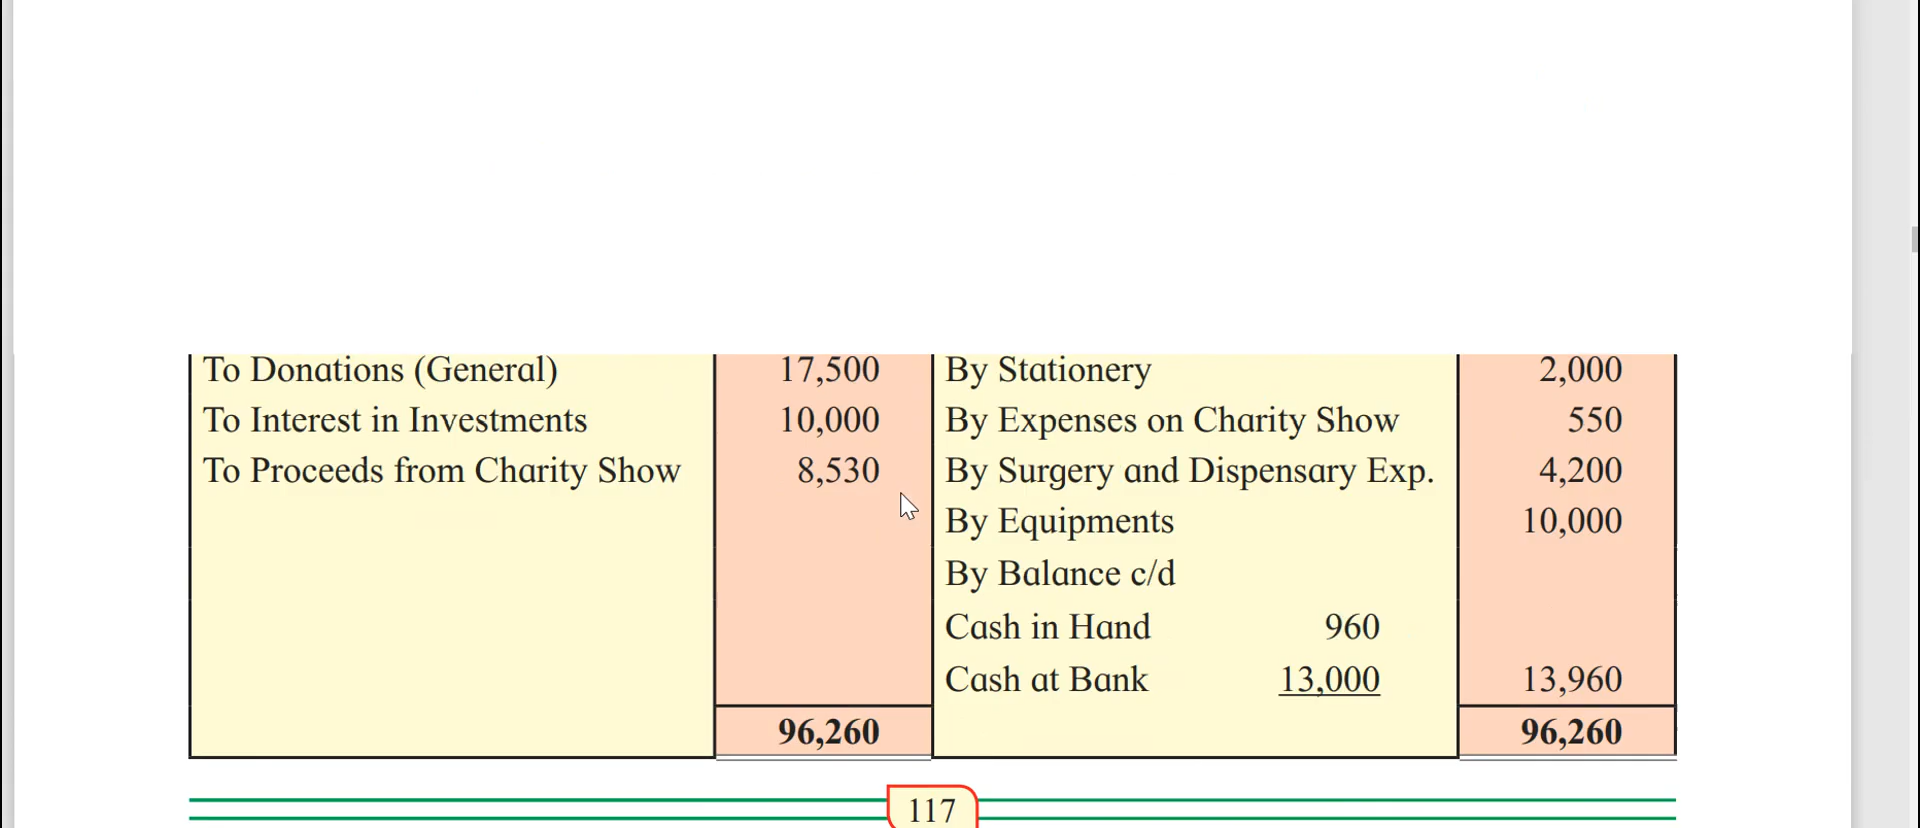 To Donations (General) 17,500 By Stationery 2,000
To Interest in Investments 10,000 By Expenses on Charity Show 550
To Proceeds from Charity Show 8,530 By Surgery and Dispensary Exp. 4,200
By Equipments 10,000
By Balance c/d
Cash in Hand 960
Cash at Bank 13,000 13,960
96,260 96,260
117